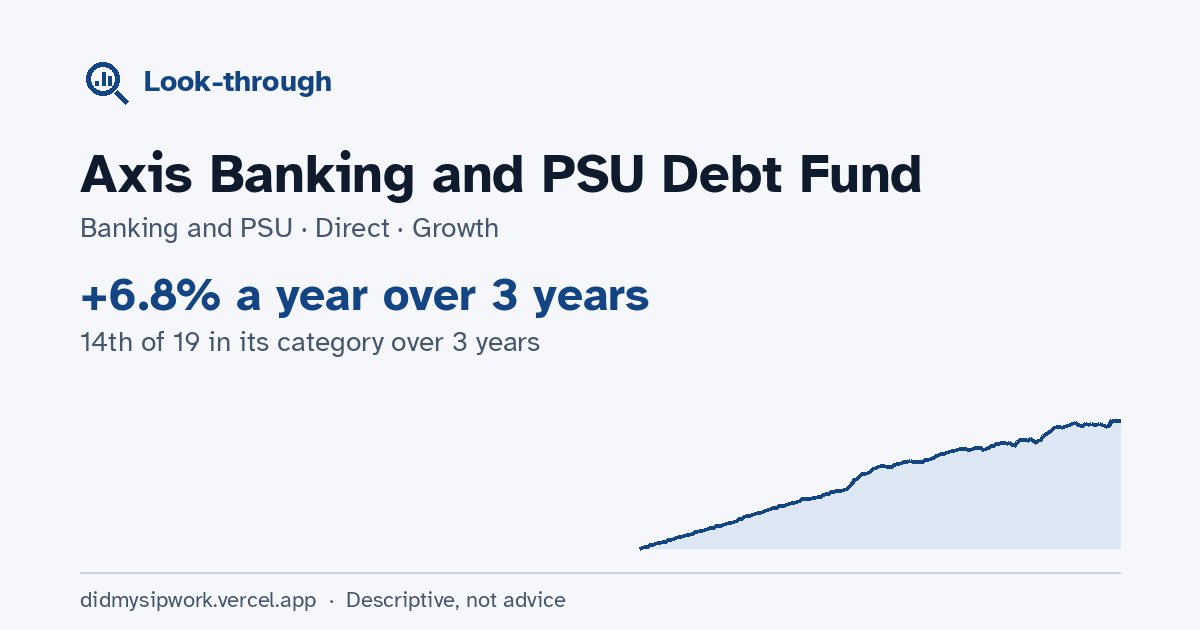 Look-through
Axis Banking and PSU Debt Fund
Banking and PSU · Direct · Growth
+6.8% a year over 3 years
14th of 19 in its category over 3 years
didmysipwork.vercel.app · Descriptive, not advice